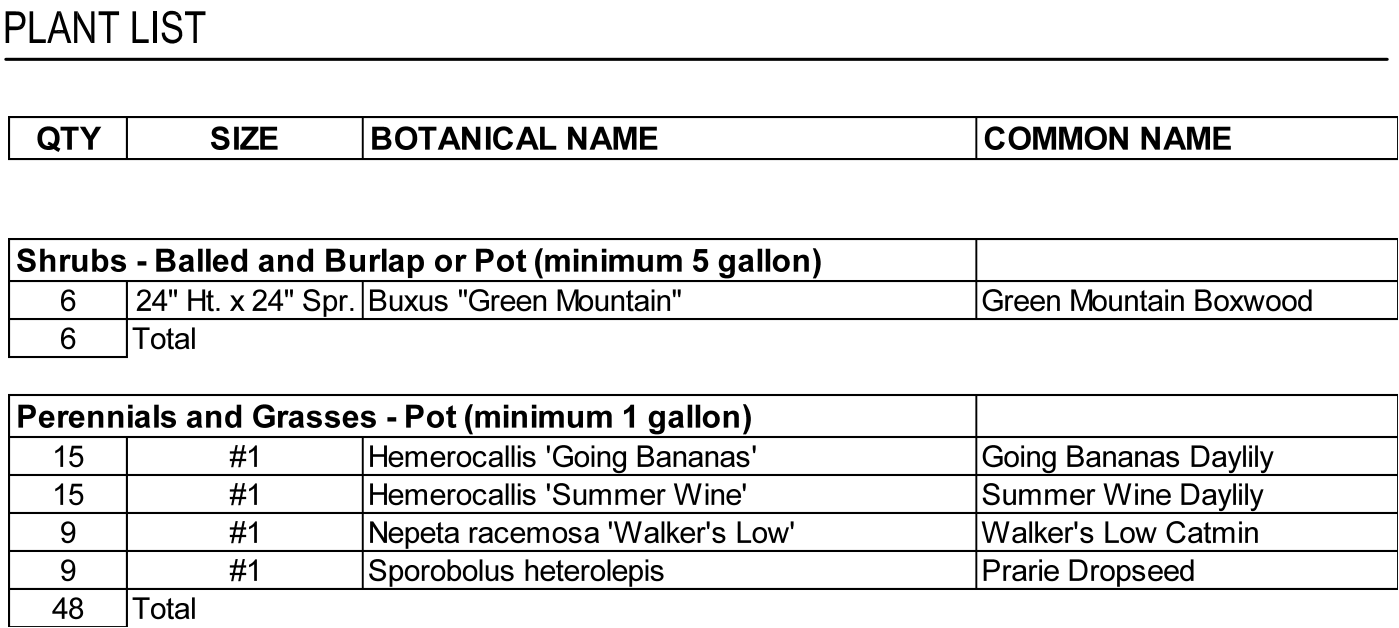 PLANT LIST
QTY SIZE BOTANICAL NAME COMMON NAME
Shrubs - Balled and Burlap or Pot (minimum 5 gallon)
6 24" Ht. x 24" Spr. Buxus "Green Mountain" Green Mountain Boxwood
6 Total
Perennials and Grasses - Pot (minimum 1 gallon)
15 #1 Hemerocallis 'Going Bananas' Going Bananas Daylily
15 #1 Hemerocallis 'Summer Wine' Summer Wine Daylily
9 #1 Nepeta racemosa 'Walker's Low' Walker's Low Catmin
9 #1 Sporobolus heterolepis Prarie Dropseed
48 Total